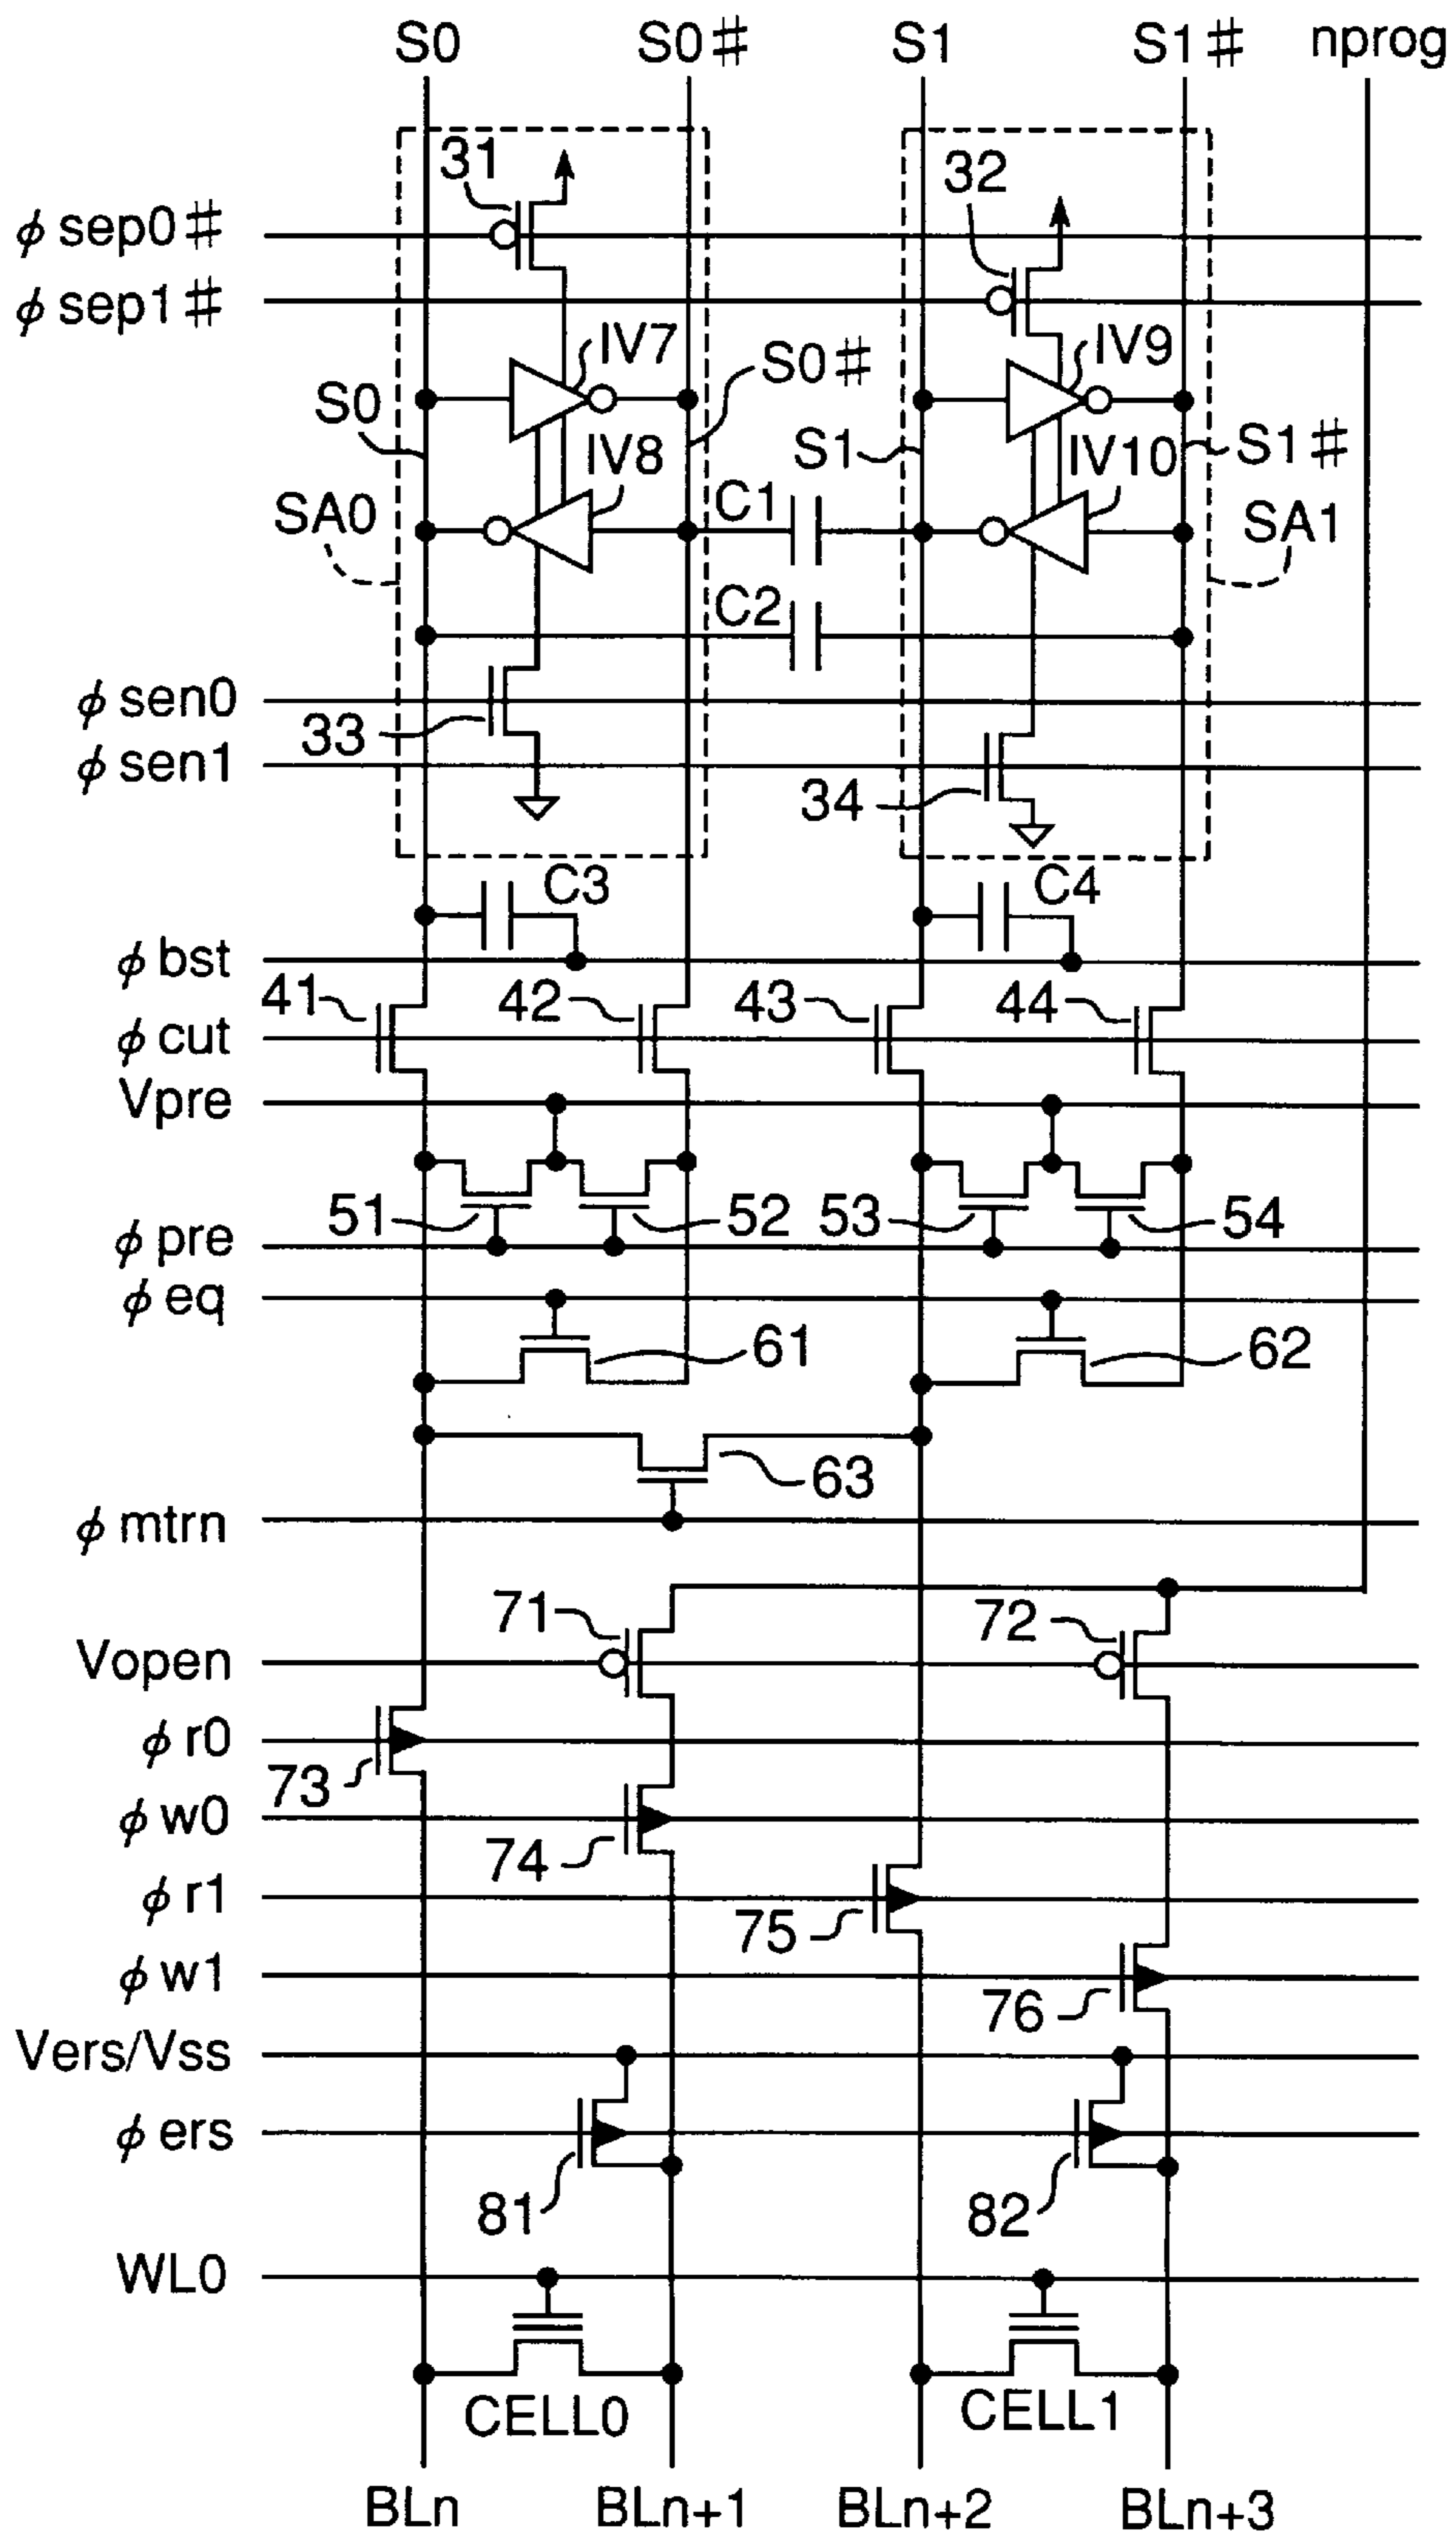 S0 S0# S1 S1# nprog
31
32
φ sep0#
φ sep1#
IV7 IV9
S0# 
S0 S1 S1#
IV8 IV10
SA0 C1 SA1
C2
φ sen0
33
φ sen1
34
C3 C4
φ bst
41 42 43 44
φ cut
Vpre
51 52 53 54
φ pre
φ eq
61 62
63
φ mtrn
71 72
Vopen
φ r0
73
φ w0
74
φ r1
75
φ w1
76
Vers/Vss
φ ers
81 82
WL0
CELL0 CELL1
BLn BLn+1 BLn+2 BLn+3